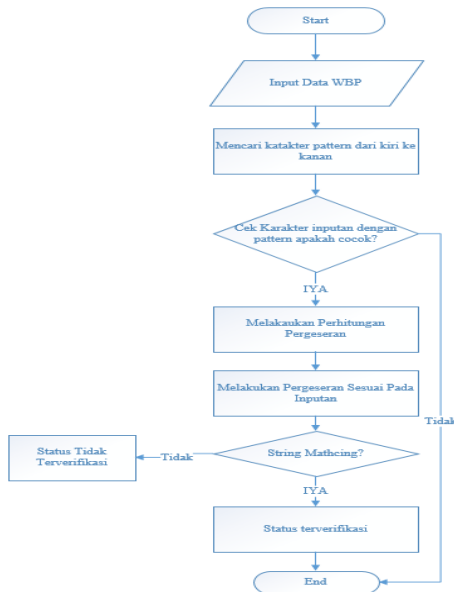 Start
Input Data WBP
Mencari katakter pattern dari kiri ke
kanan
Cek Karakter inputan dengan
pattern apakah cocok?
IYA
Melakaukan Perhitungan
Pergeseran
Melakukan Pergeseran Sesuai Pada
Inputan
Tidak
String Mathcing?
Tidak
Status Tidak
Terverifikasi
IYA
Status terverifikasi
End